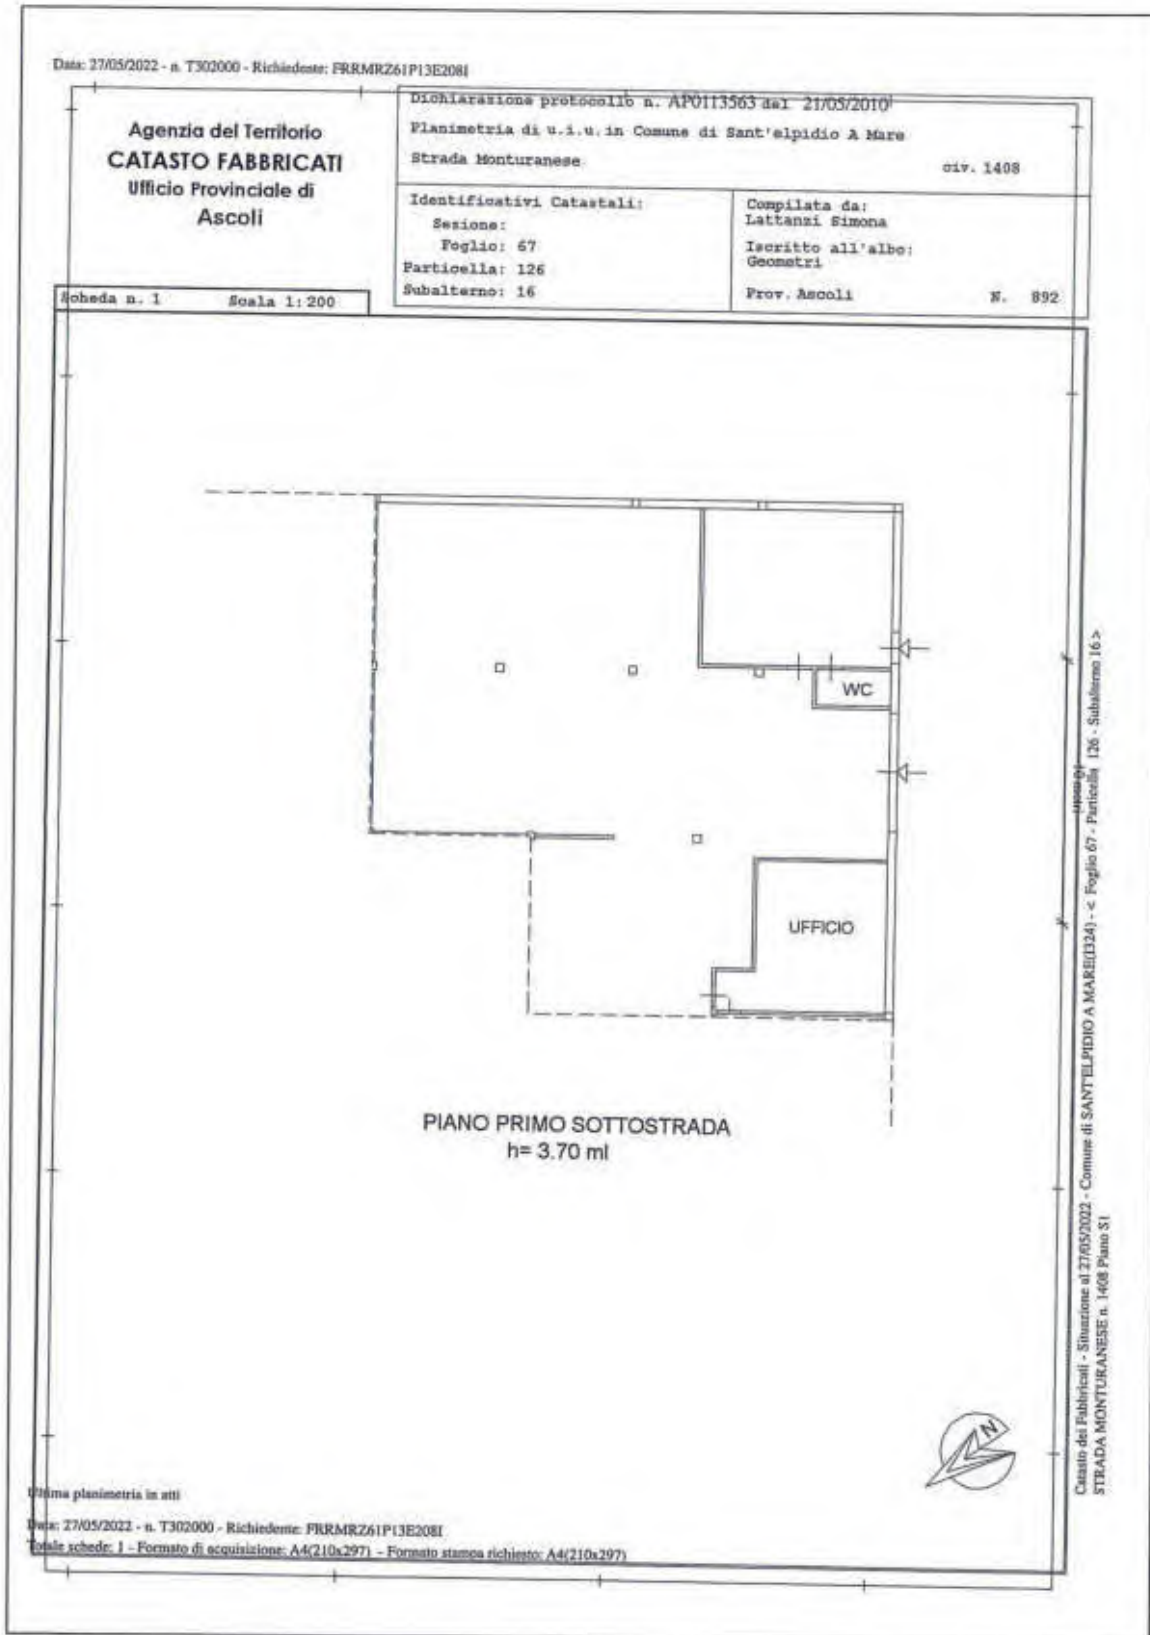 Data: 27/05/2022 - n. T302000 - Richiedente: FRRMRZ61P13E208I
Agenzia del Territorio
CATASTO FABBRICATI
Ufficio Provinciale di
Ascoli
Dichiarazione protocollo n. AP0113563 del 21/05/2010
Planimetria di u.i.u. in Comune di Sant'elpidio A Mare
Strada Monturanese civ. 1408
Identificativi Catastali:
Sezione:
Foglio: 67
Particella: 126
Subalterno: 16
Compilata da:
Lattanzi Simona
Iscritto all'albo:
Geometri
Prov. Ascoli N. 892
Scheda n. 1 Scala 1:200
WC
UFFICIO
PIANO PRIMO SOTTOSTRADA
h= 3.70 ml
N
10 metri
Catasto dei Fabbricati - Situazione al 27/05/2022 - Comune di SANT'ELPIDIO A MARE(I324) - < Foglio 67 - Particella 126 - Subalterno 16 >
STRADA MONTURANESE n. 1408 Piano S1
Ultima planimetria in atti
Data: 27/05/2022 - n. T302000 - Richiedente: FRRMRZ61P13E208I
Totale schede: 1 - Formato di acquisizione: A4(210x297) - Formato stampa richiesto: A4(210x297)